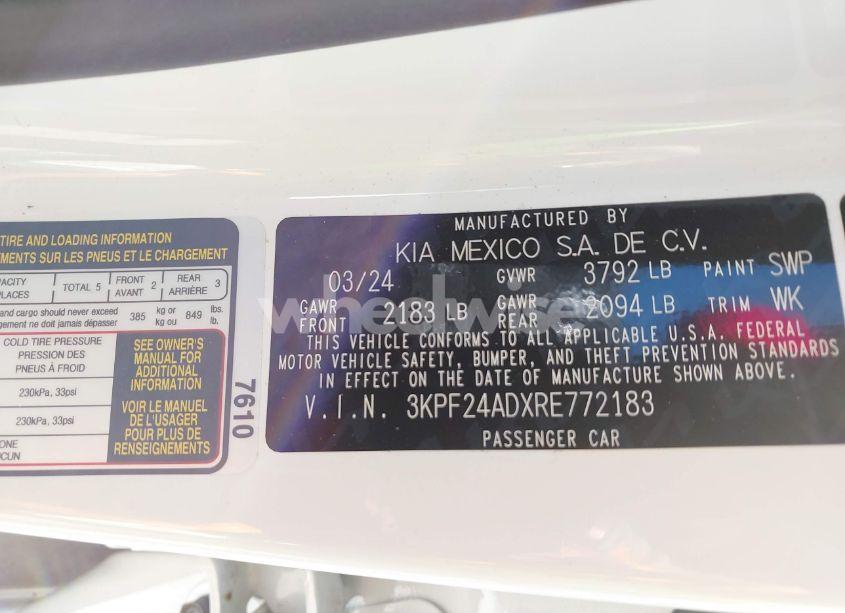 TIRE AND LOADING INFORMATION
EMENTS SUR LES PNEUS ET LE CHARGEMENT
PACITY
PLACES
TOTAL 5
FRONT
AVANT 2
REAR
ARRIÈRE 3
and cargo should never exceed
gement ne doit jamais dépasser
385 kg or
kg ou
849 lbs.
lb.
COLD TIRE PRESSURE
PRESSION DES
PNEUS À FROID
230kPa, 33psi
230kPa, 33psi
SEE OWNER'S
MANUAL FOR
ADDITIONAL
INFORMATION
VOIR LE MANUEL
DE L'USAGER
POUR PLUS DE
RENSEIGNEMENTS
7610
MANUFACTURED BY
KIA MEXICO S.A. DE C.V.
03/24 GVWR 3792 LB PAINT SWP
GAWR FRONT 2183 LB GAWR REAR 2094 LB TRIM WK
THIS VEHICLE CONFORMS TO ALL APPLICABLE U.S.A. FEDERAL
MOTOR VEHICLE SAFETY, BUMPER, AND THEFT PREVENTION STANDARDS
IN EFFECT ON THE DATE OF MANUFACTURE SHOWN ABOVE.
V.I.N. 3KPF24ADXRE772183
PASSENGER CAR